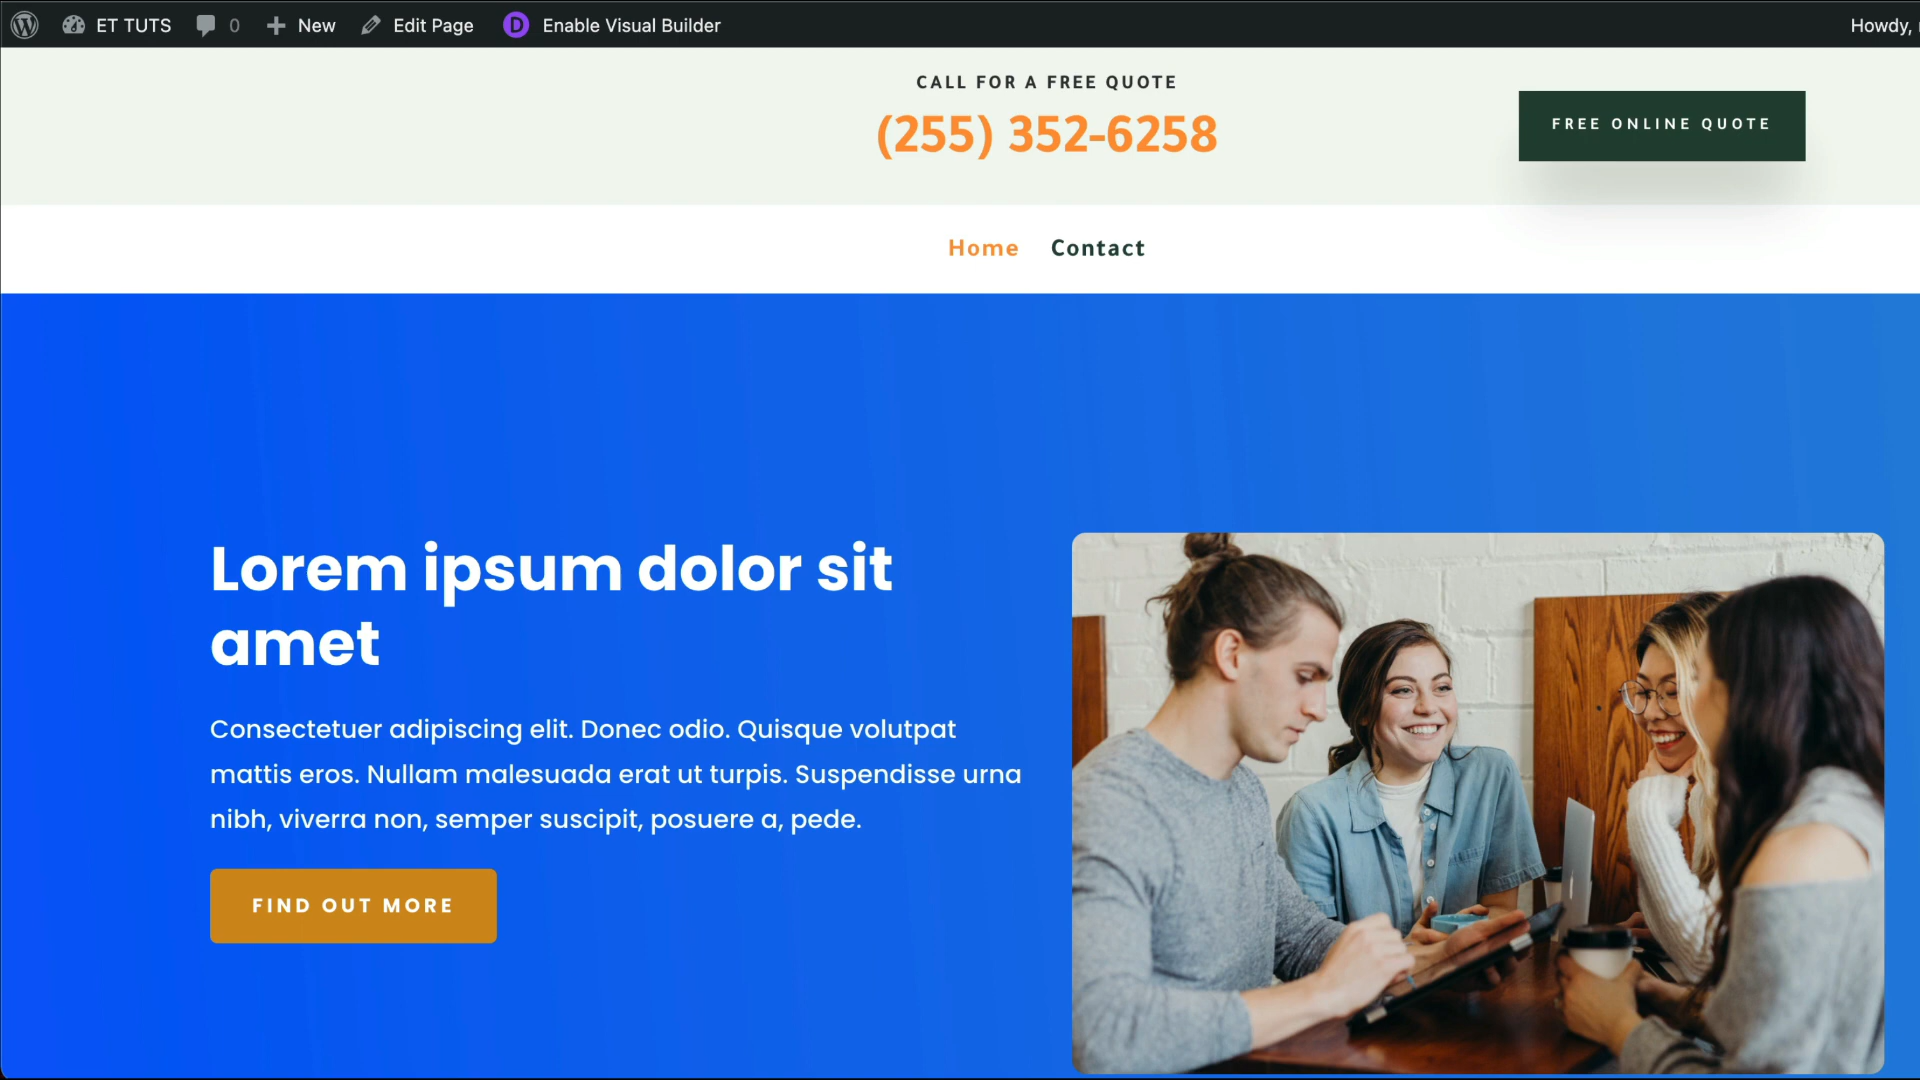 ET TUTS 0 New Edit Page D Enable Visual Builder Howdy,
CALL FOR A FREE QUOTE
(255) 352-6258
FREE ONLINE QUOTE
Home Contact
Lorem ipsum dolor sit
amet
Consectetuer adipiscing elit. Donec odio. Quisque volutpat
mattis eros. Nullam malesuada erat ut turpis. Suspendisse urna
nibh, viverra non, semper suscipit, posuere a, pede.
FIND OUT MORE